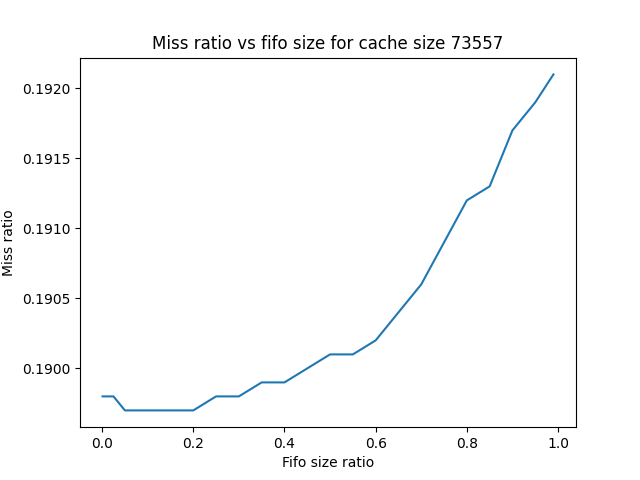 Miss ratio vs fifo size for cache size 73557
0.1920
0.1915
0.1910
0.1905
0.1900
Miss ratio
0.0 0.2 0.4 0.6 0.8 1.0
Fifo size ratio